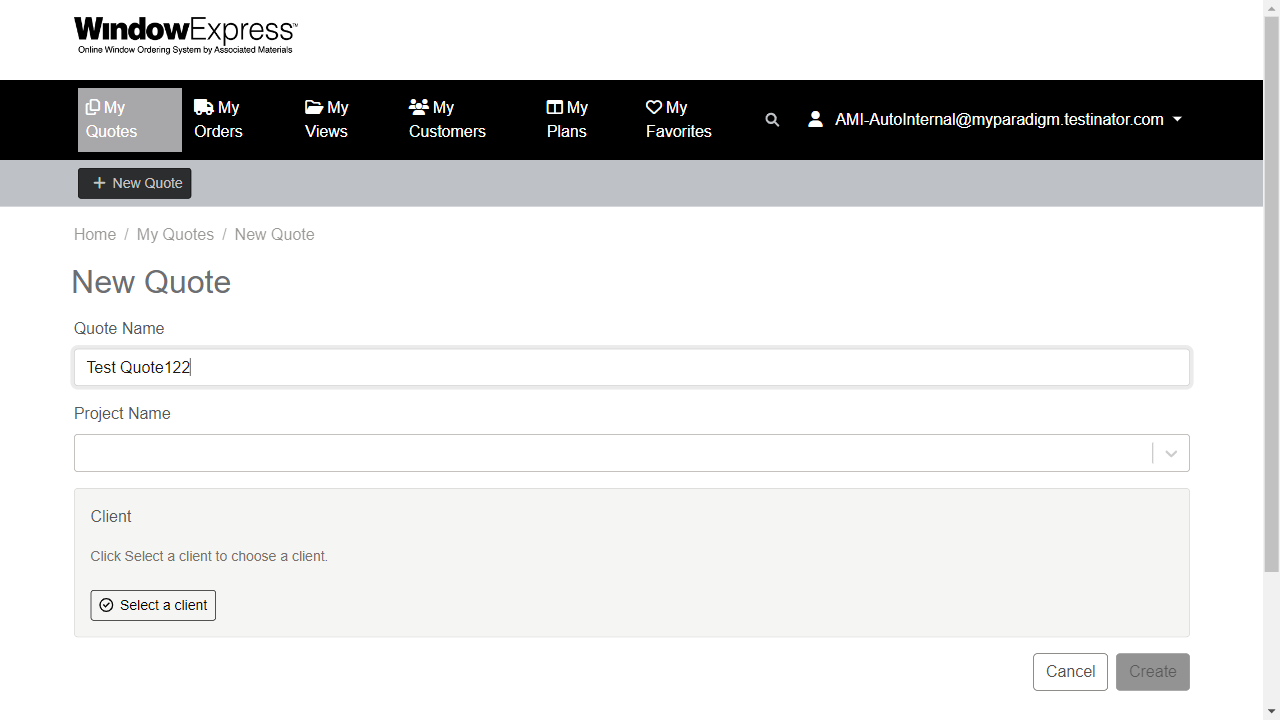 WindowExpress™
Online Window Ordering System by Associated Materials
My Quotes
My Orders
My Views
My Customers
My Plans
My Favorites
AMI-AutoInternal@myparadigm.testinator.com
New Quote
Home / My Quotes / New Quote
New Quote
Quote Name
Test Quote122
Project Name
Client
Click Select a client to choose a client.
Select a client
Cancel
Create